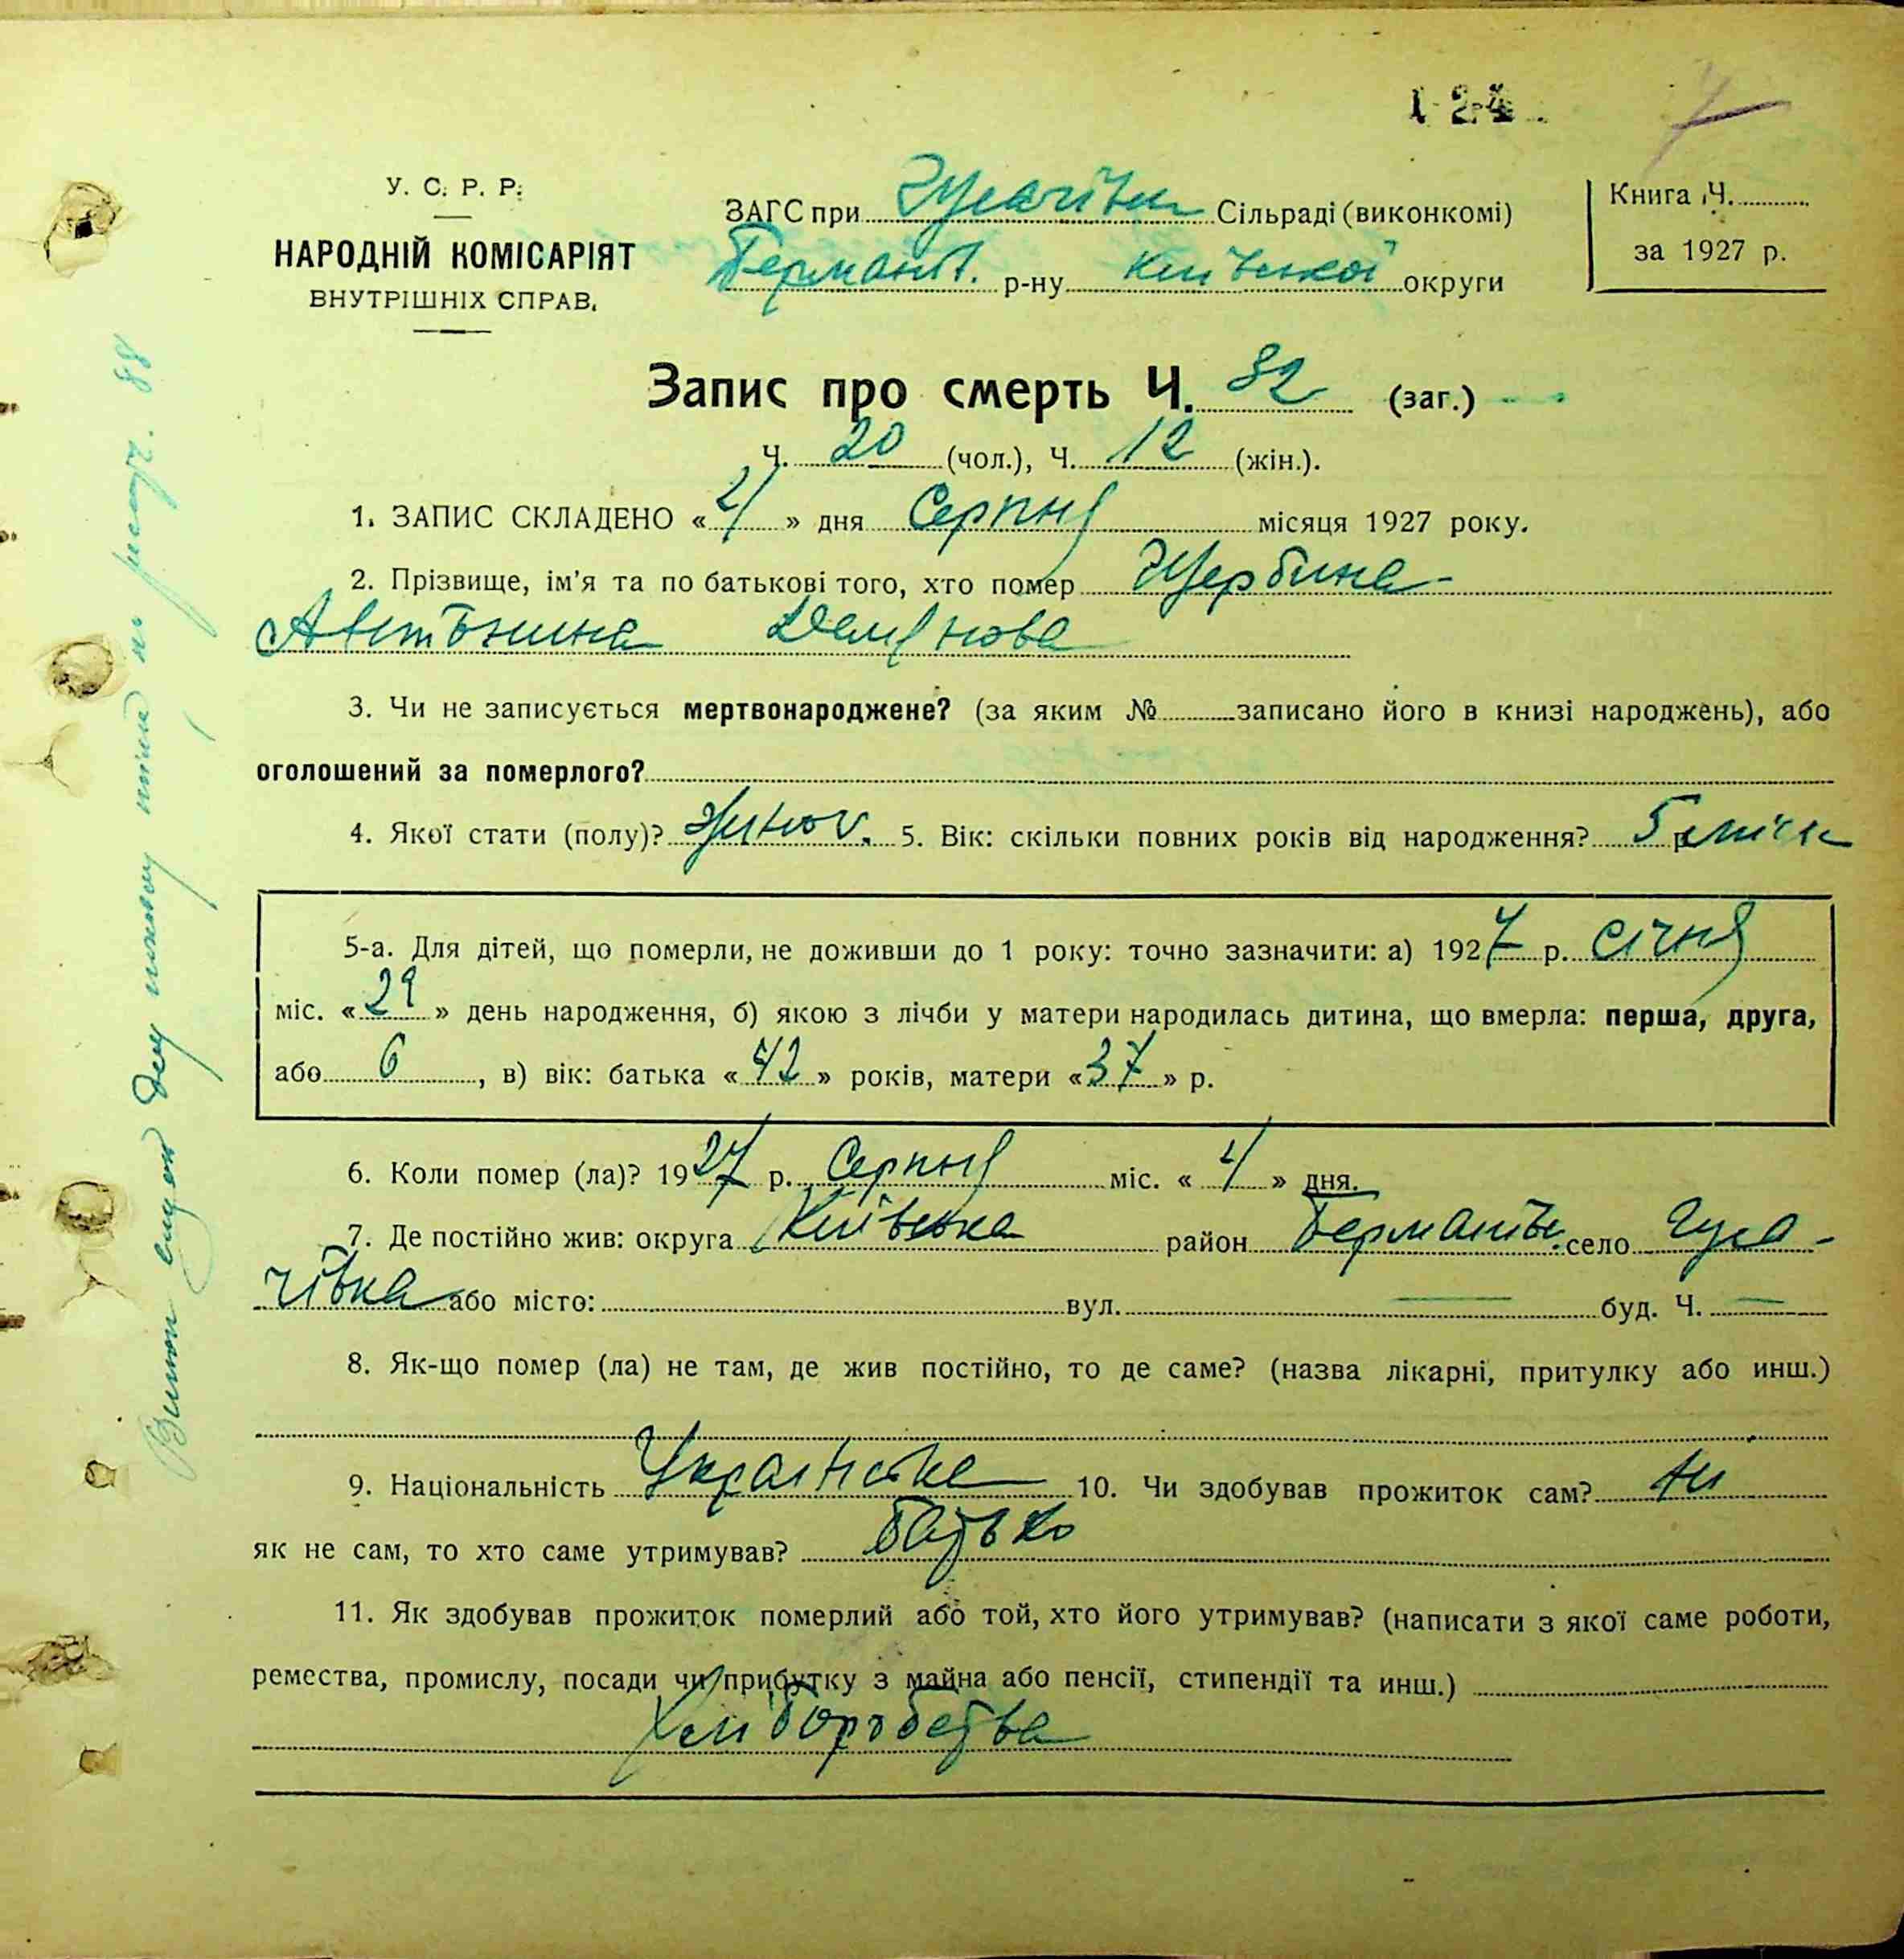 124
7
У. С. Р. Р.
НАРОДНІЙ КОМІСАРІЯТ
ВНУТРІШНІХ СПРАВ.
ЗАГС при Гусачівськ Сільраді (виконкомі)
Германів. р-ну Київської округи
Книга Ч.
за 1927 р.
Запис про смерть Ч. 32 (заг.)
Ч. 20 (чол.), Ч. 12 (жін.).
1. ЗАПИС СКЛАДЕНО « 4 » дня Серпня місяця 1927 року.
2. Прізвище, ім'я та по батькові того, хто помер Щербина
Антоніна Демянова
3. Чи не записується мертвонароджене? (за яким № записано його в книзі народжень), або
оголошений за померлого?
4. Якої стати (полу)? Жіноч. 5. Вік: скільки повних років від народження? 5 р.
5-а. Для дітей, що померли, не доживши до 1 року: точно зазначити: а) 1927 р. Січня
міс. « 29 » день народження, б) якою з лічби у матери народилась дитина, що вмерла: перша, друга,
або 6, в) вік: батька « 42 » років, матери « 37 » р.
6. Коли помер (ла)? 1927 р. Серпня міс. « 4 » дня.
7. Де постійно жив: округа Київська район Германів. село Гуса-
чівка або місто: вул. — буд. Ч. —
8. Як-що помер (ла) не там, де жив постійно, то де саме? (назва лікарні, притулку або инш.)
9. Національність Українська 10. Чи здобував прожиток сам? Ні
як не сам, то хто саме утримував? батько
11. Як здобував прожиток померлий або той, хто його утримував? (написати з якої саме роботи,
ремества, промислу, посади чи прибутку з майна або пенсії, стипендії та инш.)
Хліборобства
88